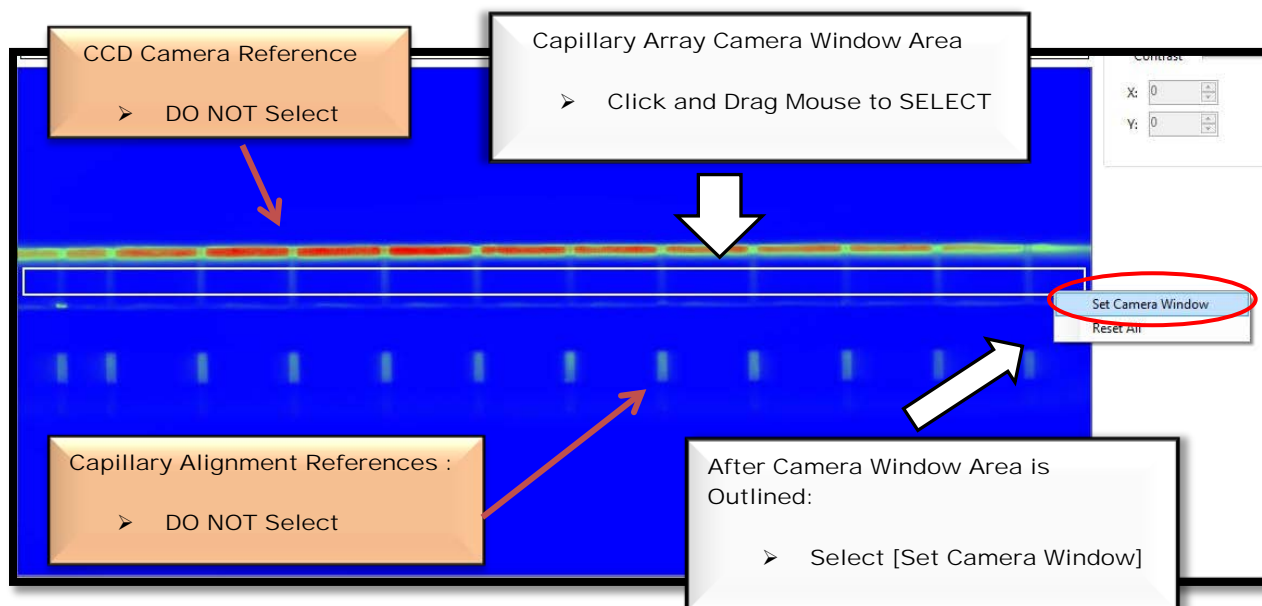 CCD Camera Reference
➢ DO NOT Select
Capillary Array Camera Window Area
➢ Click and Drag Mouse to SELECT
Contrast
X: 0
Y: 0
Set Camera Window
Reset All
Capillary Alignment References :
➢ DO NOT Select
After Camera Window Area is
Outlined:
➢ Select [Set Camera Window]